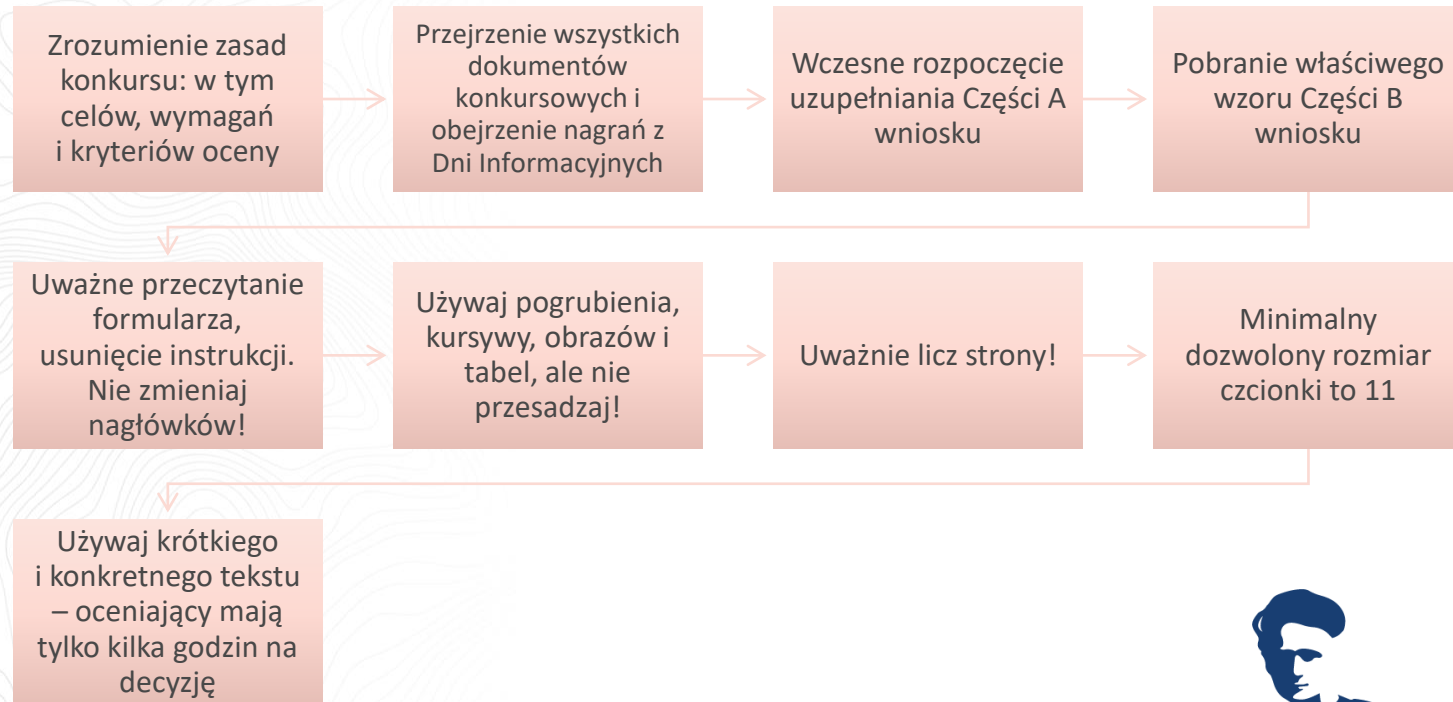 Zrozumienie zasad
konkursu: w tym
celów, wymagań
i kryteriów oceny
Przejrzenie wszystkich
dokumentów
konkursowych i
obejrzenie nagrań z
Dni Informacyjnych
Wczesne rozpoczęcie
uzupełniania Części A
wniosku
Pobranie właściwego
wzoru Części B
wniosku
Uważne przeczytanie
formularza,
usunięcie instrukcji.
Nie zmieniaj
nagłówków!
Używaj pogrubienia,
kursywy, obrazów i
tabel, ale nie
przesadzaj!
Uważnie licz strony!
Minimalny
dozwolony rozmiar
czcionki to 11
Używaj krótkiego
i konkretnego tekstu
– oceniający mają
tylko kilka godzin na
decyzję